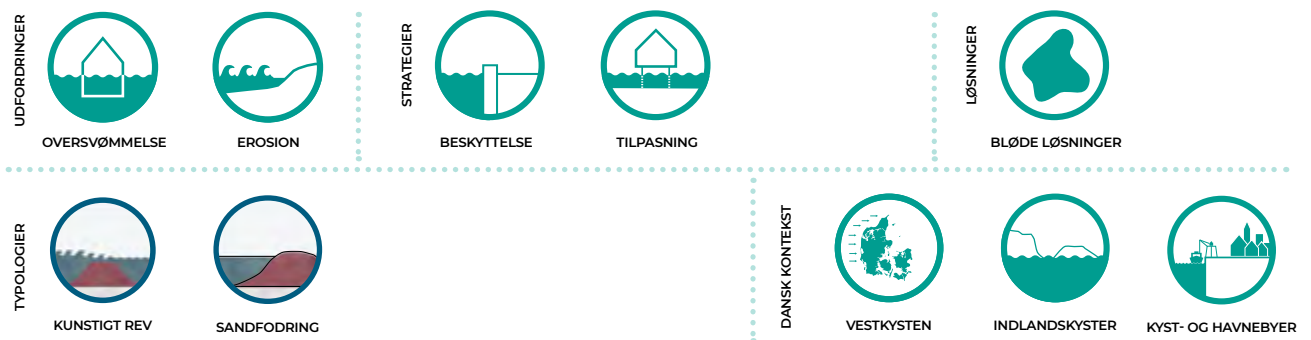 UDFORDRINGER
OVERSVØMMELSE
EROSION
STRATEGIER
BESKYTTELSE
TILPASNING
LØSNINGER
BLØDE LØSNINGER
TYPOLOGIER
KUNSTIGT REV
SANDFODRING
DANSK KONTEKST
VESTKYSTEN
INDLANDSKYSTER
KYST- OG HAVNEBYER